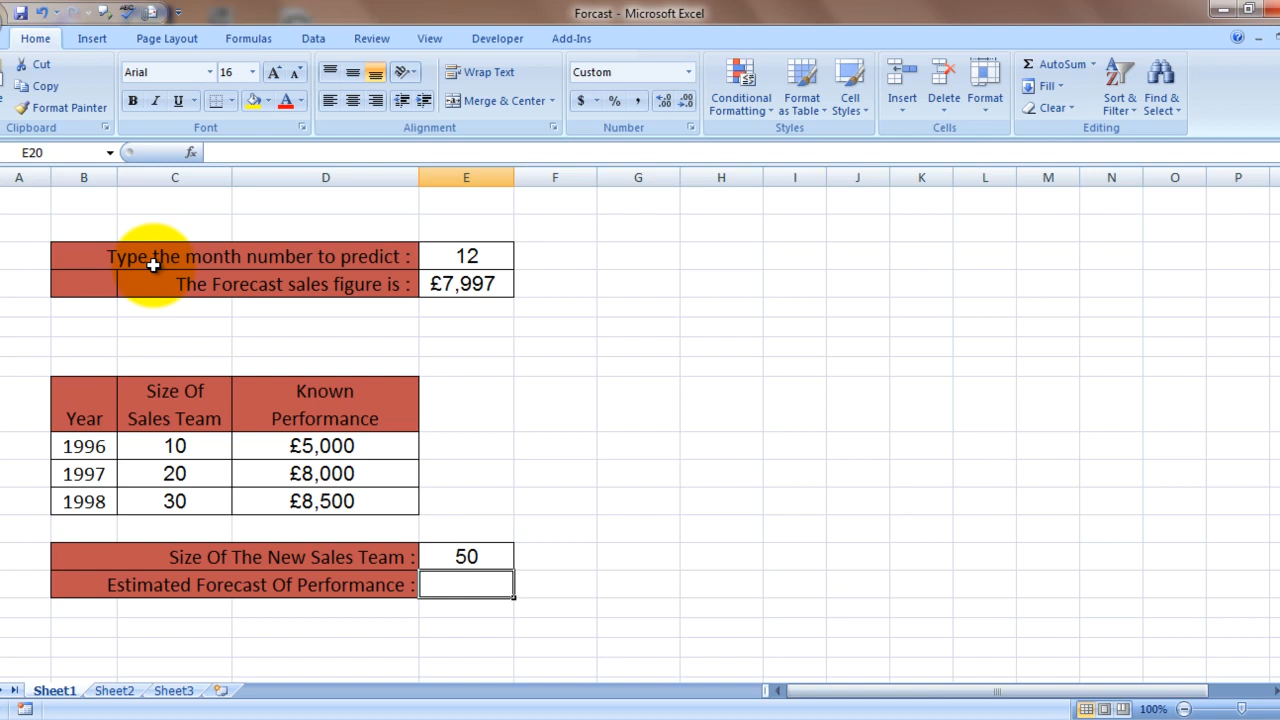 Forcast - Microsoft Excel
Home Insert Page Layout Formulas Data Review View Developer Add-Ins
Cut
Copy
Format Painter
Clipboard
Arial 16 A A
B I U A
Font
Wrap Text
Merge & Center
Alignment
Custom
$ % ,
Number
Conditional Formatting
Format as Table
Cell Styles
Styles
Insert Delete Format
Cells
AutoSum
Fill
Clear
Sort & Filter
Find & Select
Editing
E20 fx
A B C D E F G H I J K L M N O P
Type the month number to predict : 12
The Forecast sales figure is : £7,997
Year Size Of Sales Team Known Performance
1996 10 £5,000
1997 20 £8,000
1998 30 £8,500
Size Of The New Sales Team : 50
Estimated Forecast Of Performance :
Sheet1 Sheet2 Sheet3
100%